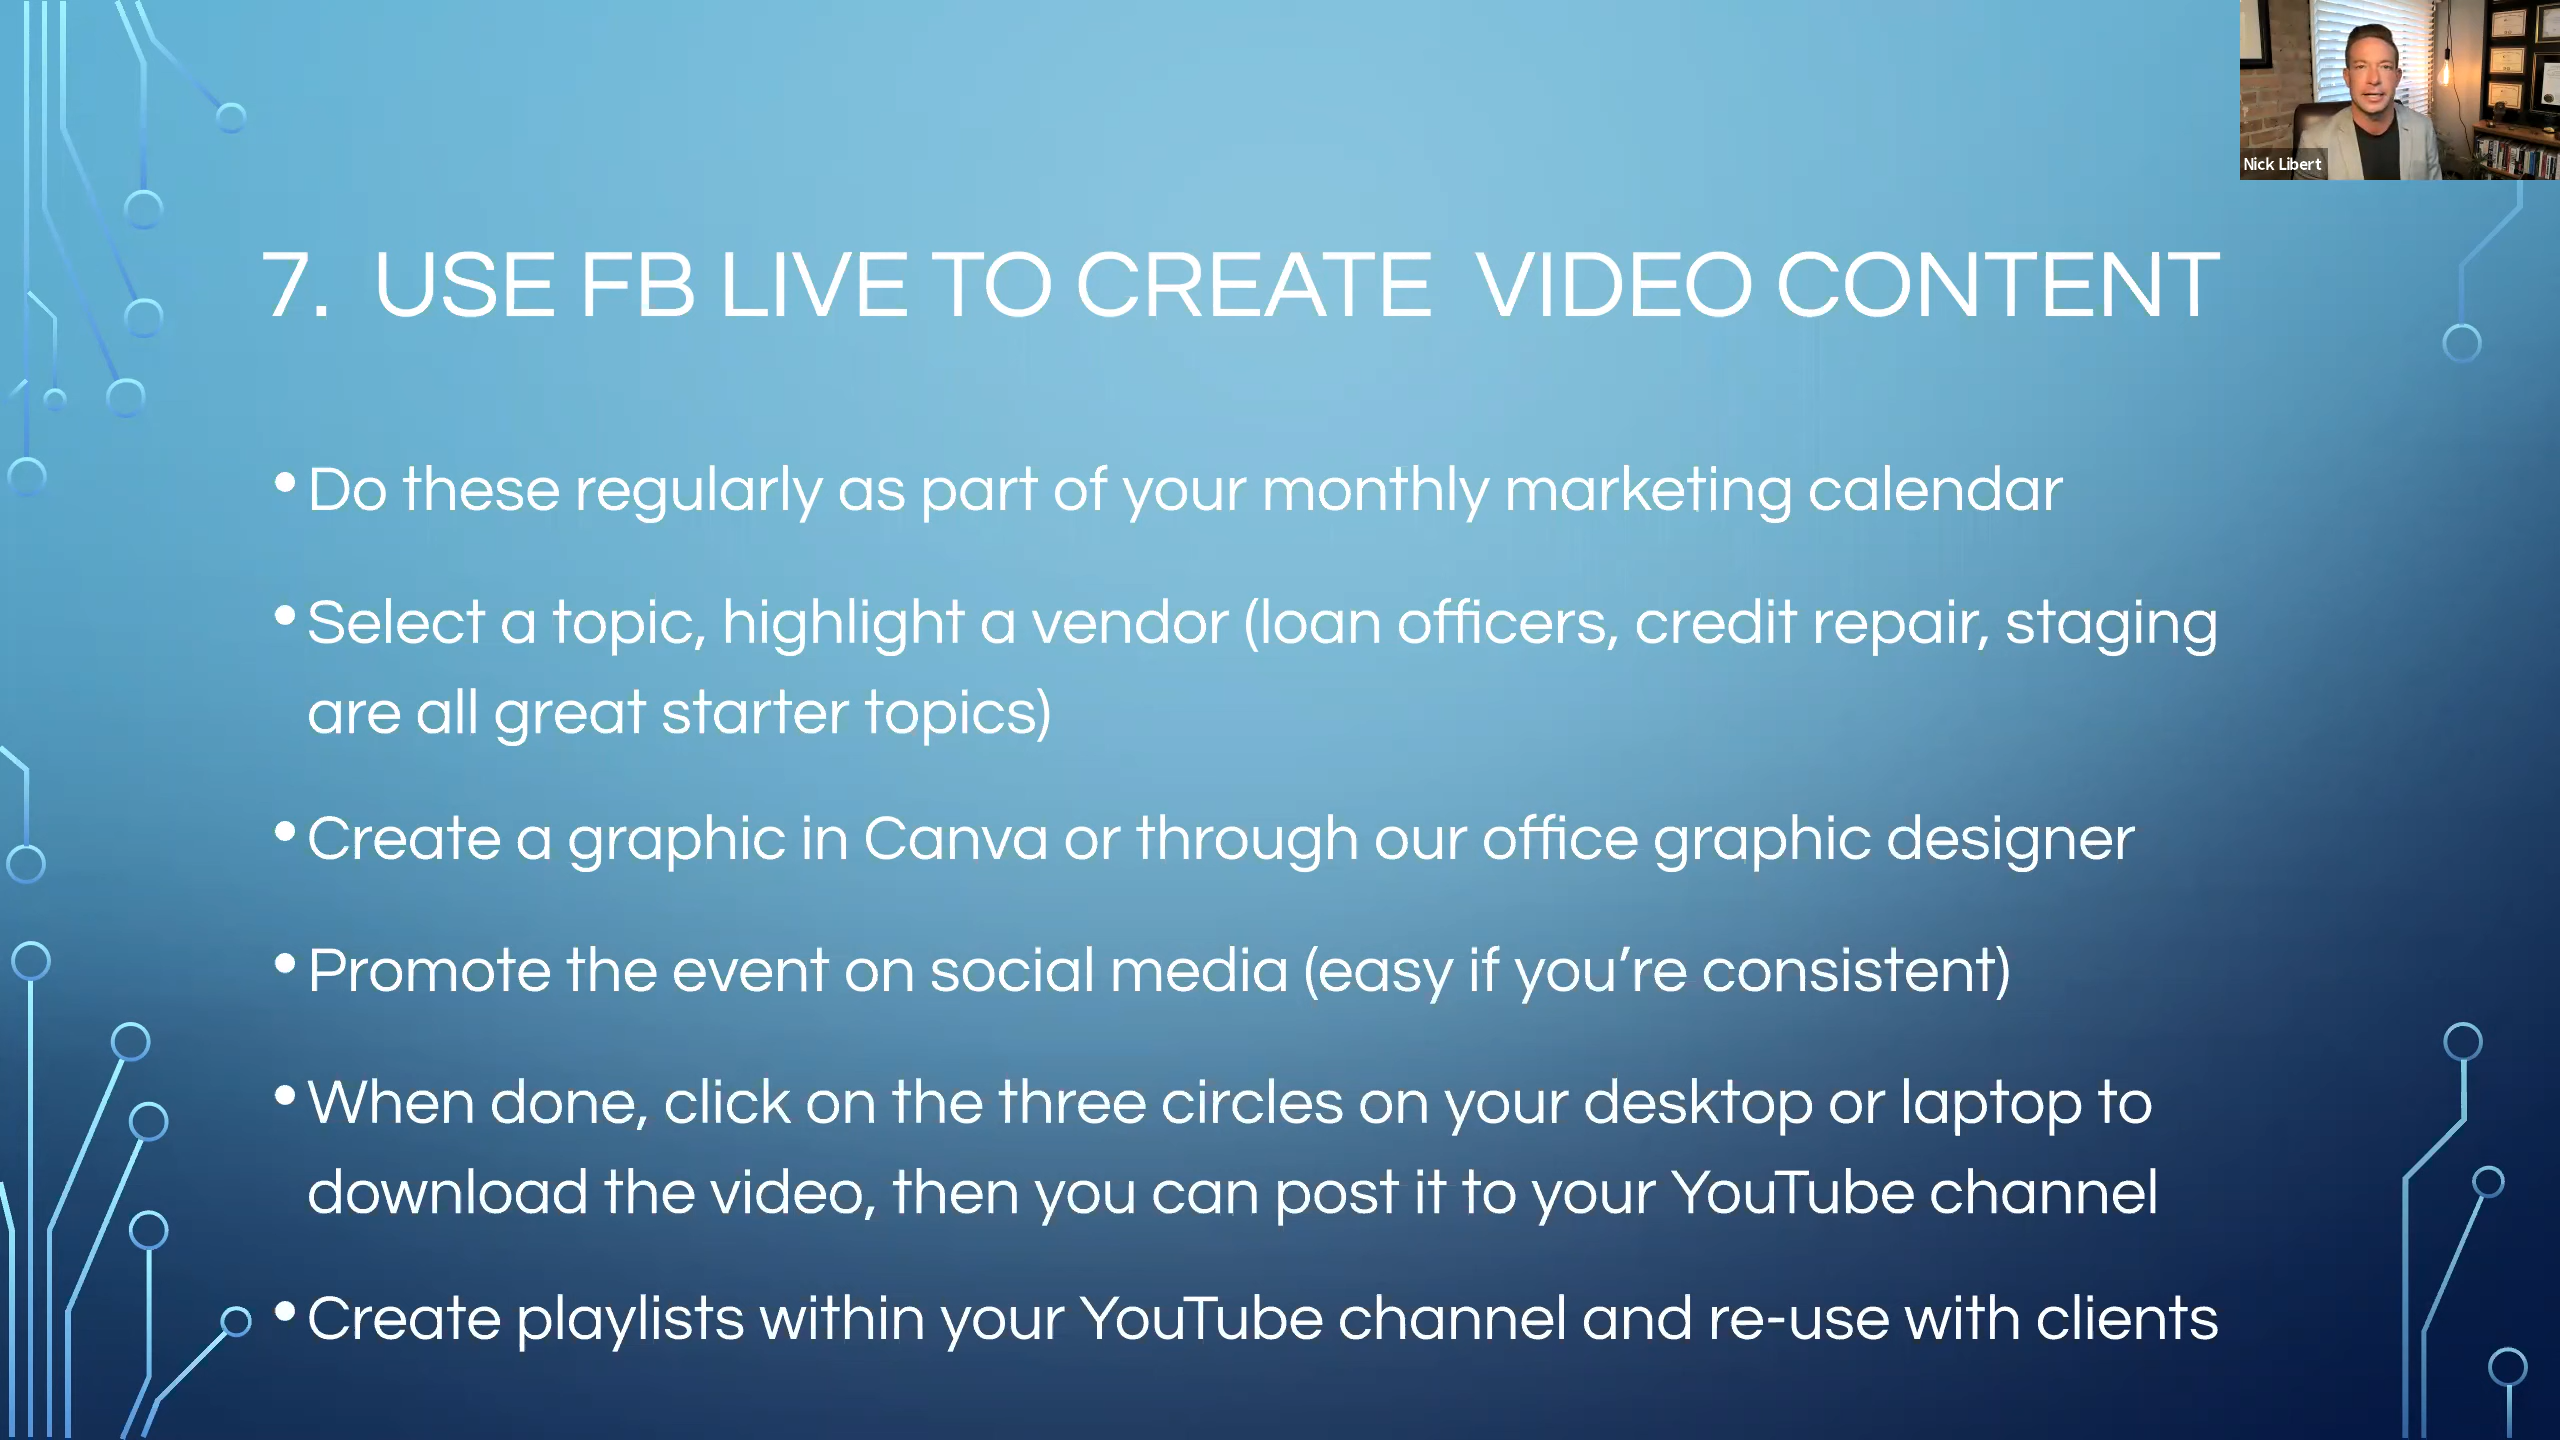 Nick Libert
7. USE FB LIVE TO CREATE VIDEO CONTENT
• Do these regularly as part of your monthly marketing calendar
• Select a topic, highlight a vendor (loan officers, credit repair, staging
are all great starter topics)
• Create a graphic in Canva or through our office graphic designer
• Promote the event on social media (easy if you’re consistent)
• When done, click on the three circles on your desktop or laptop to
download the video, then you can post it to your YouTube channel
• Create playlists within your YouTube channel and re-use with clients